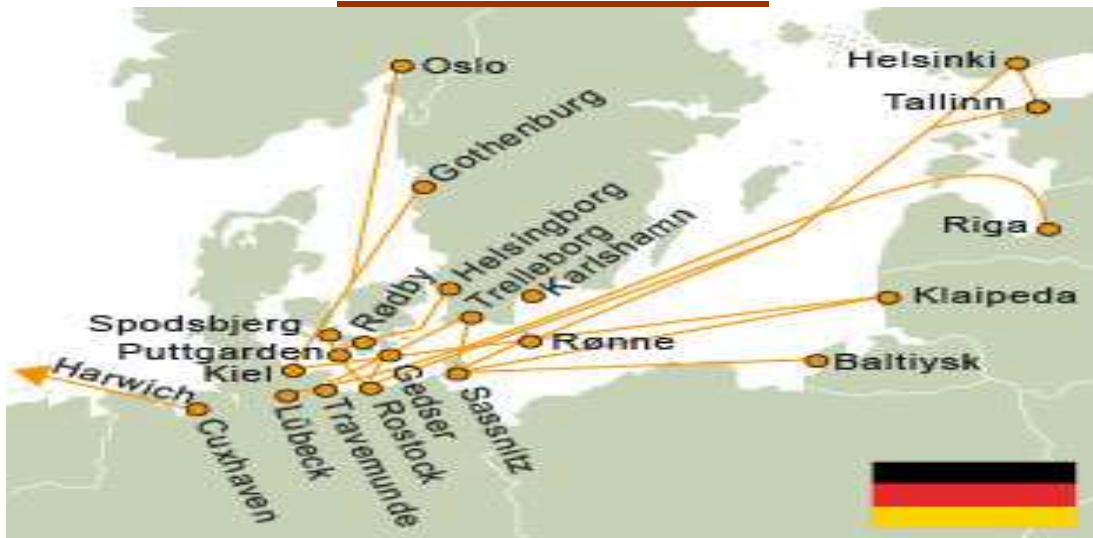 Oslo
Helsinki
Tallinn
Gothenburg
Riga
Helsingborg
Trelleborg
Karlshamn
Rødby
Klaipeda
Spodsbjerg
Puttgarden
Rønne
Kiel
Baltiysk
Harwich
Gedser
Sassnitz
Lübeck
Travemunde
Rostock
Cuxhaven